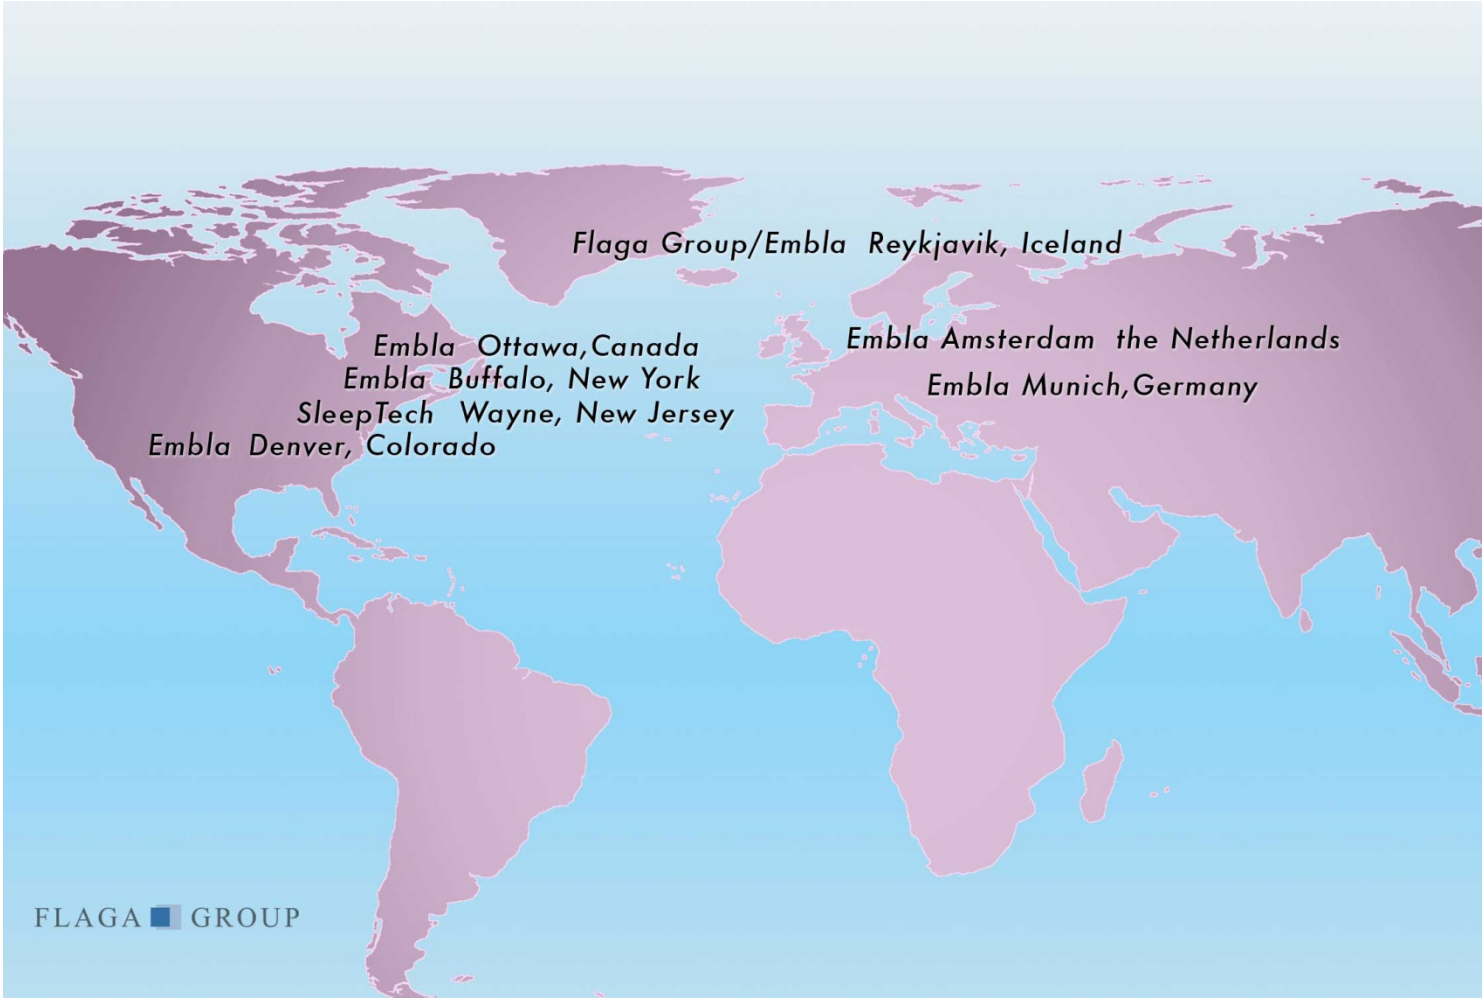 Flaga Group/Embla Reykjavik, Iceland
Embla Ottawa,Canada
Embla Buffalo, New York
SleepTech Wayne, New Jersey
Embla Denver, Colorado
Embla Amsterdam the Netherlands
Embla Munich,Germany
FLAGA GROUP